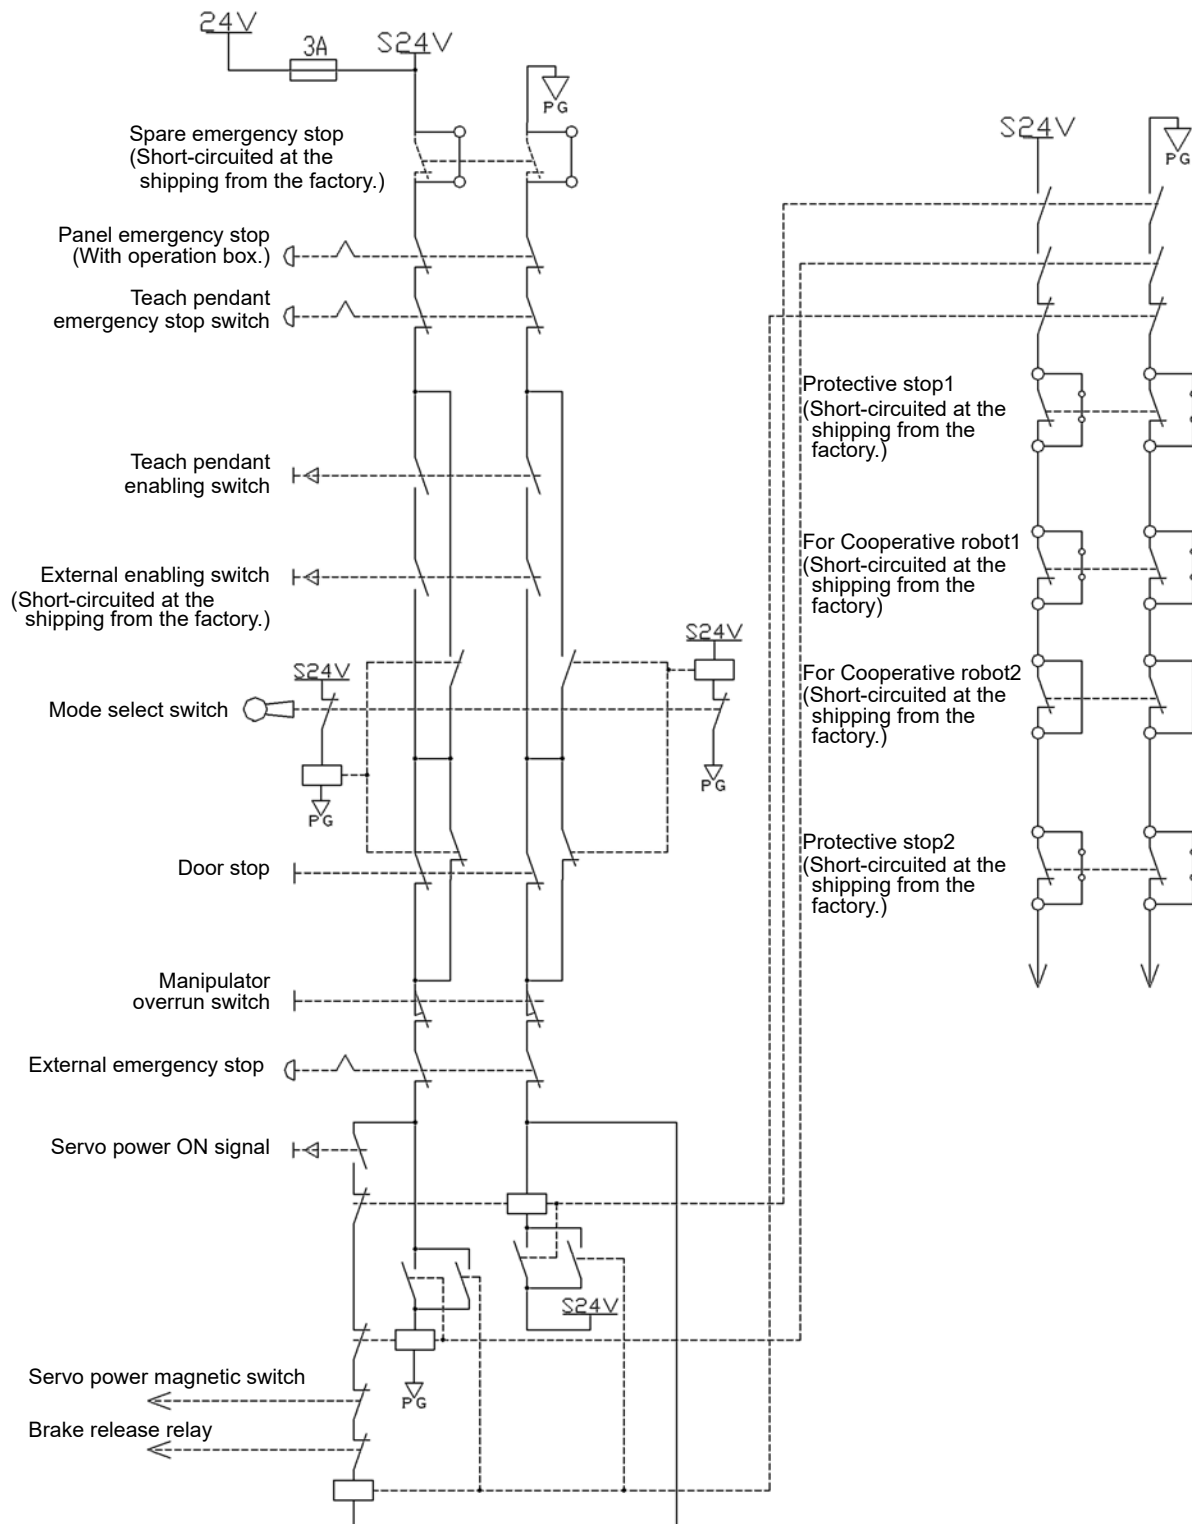 24V
3A
S24V
PG
Spare emergency stop
(Short-circuited at the
shipping from the factory.)
Panel emergency stop
(With operation box.)
Teach pendant
emergency stop switch
Teach pendant
enabling switch
External enabling switch
(Short-circuited at the
shipping from the factory.)
S24V
Mode select switch
PG
S24V
PG
Door stop
Manipulator
overrun switch
External emergency stop
Servo power ON signal
S24V
PG
Servo power magnetic switch
Brake release relay
S24V
PG
Protective stop1
(Short-circuited at the
shipping from the
factory.)
For Cooperative robot1
(Short-circuited at the
shipping from the
factory)
For Cooperative robot2
(Short-circuited at the
shipping from the
factory.)
Protective stop2
(Short-circuited at the
shipping from the
factory.)